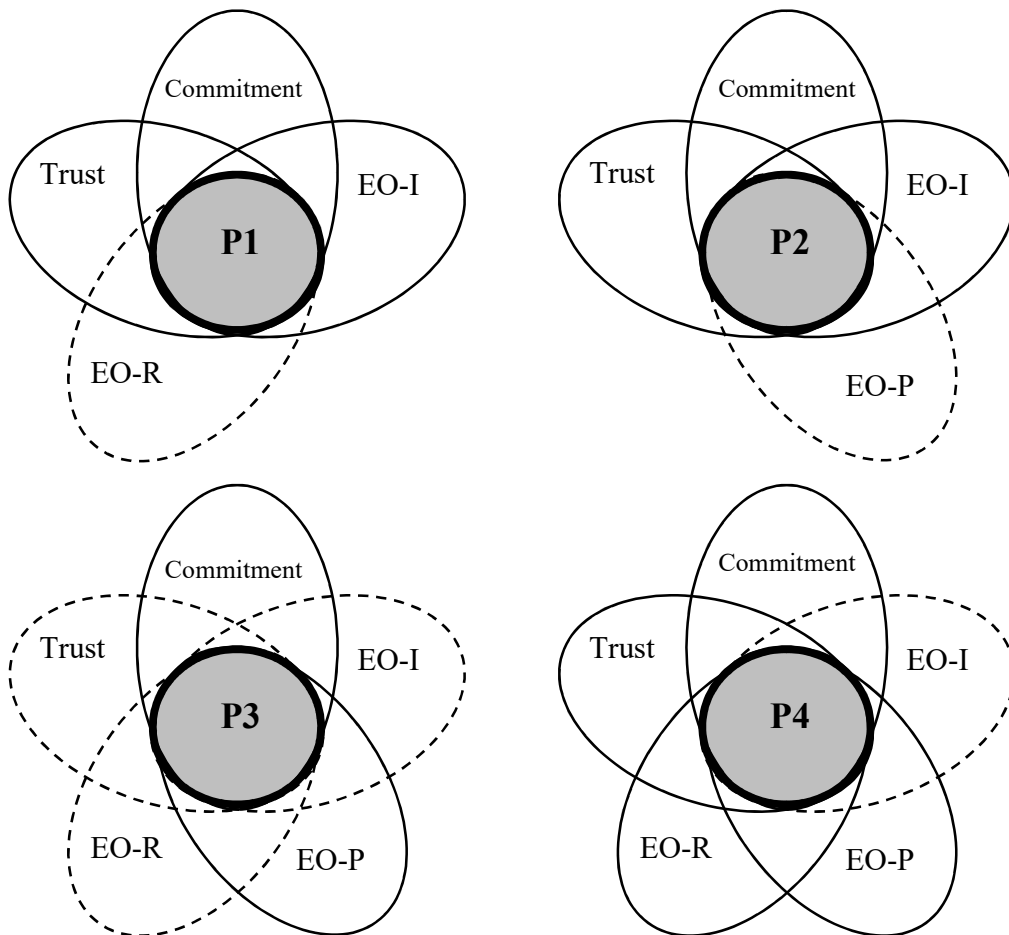 Commitment
Trust
EO-I
P1
EO-R
Commitment
Trust
EO-I
P2
EO-P
Commitment
Trust
EO-I
P3
EO-R
EO-P
Commitment
Trust
EO-I
P4
EO-R
EO-P